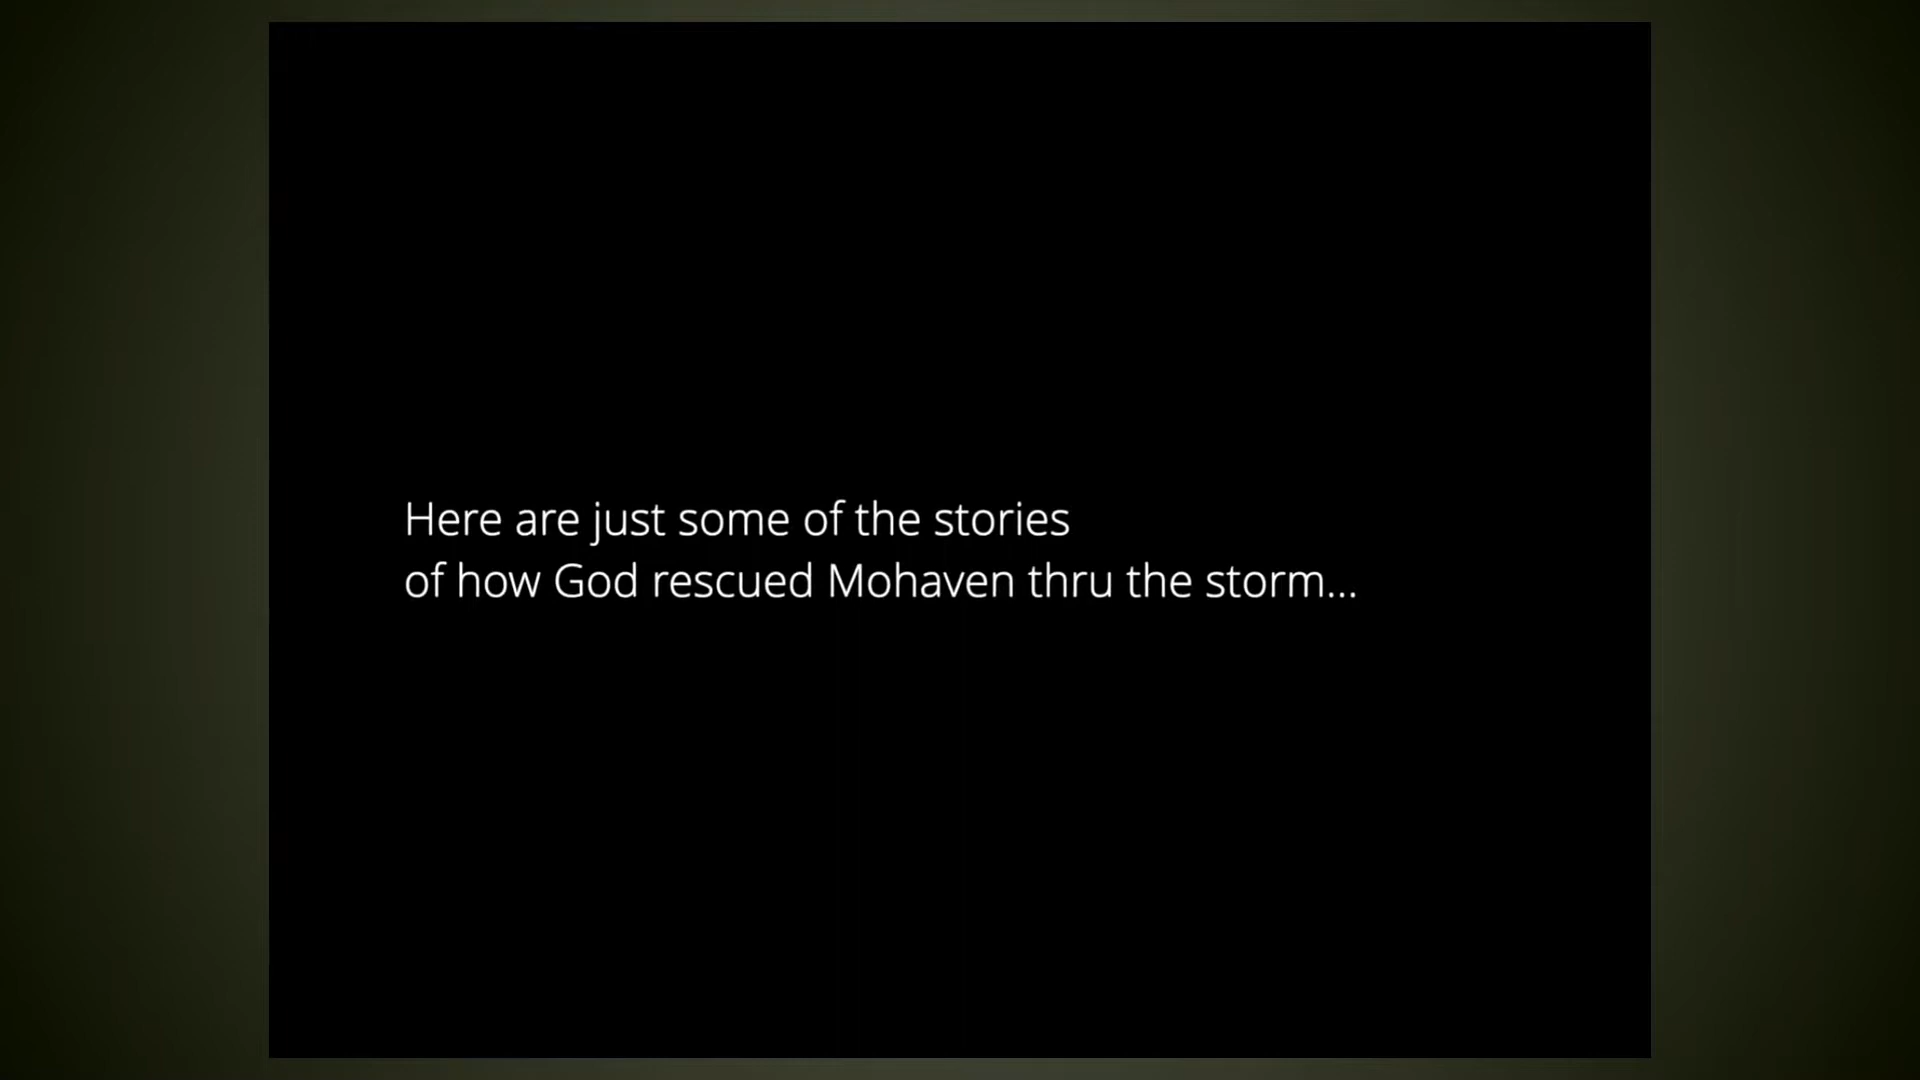 Here are just some of the stories
of how God rescued Mohaven thru the storm...